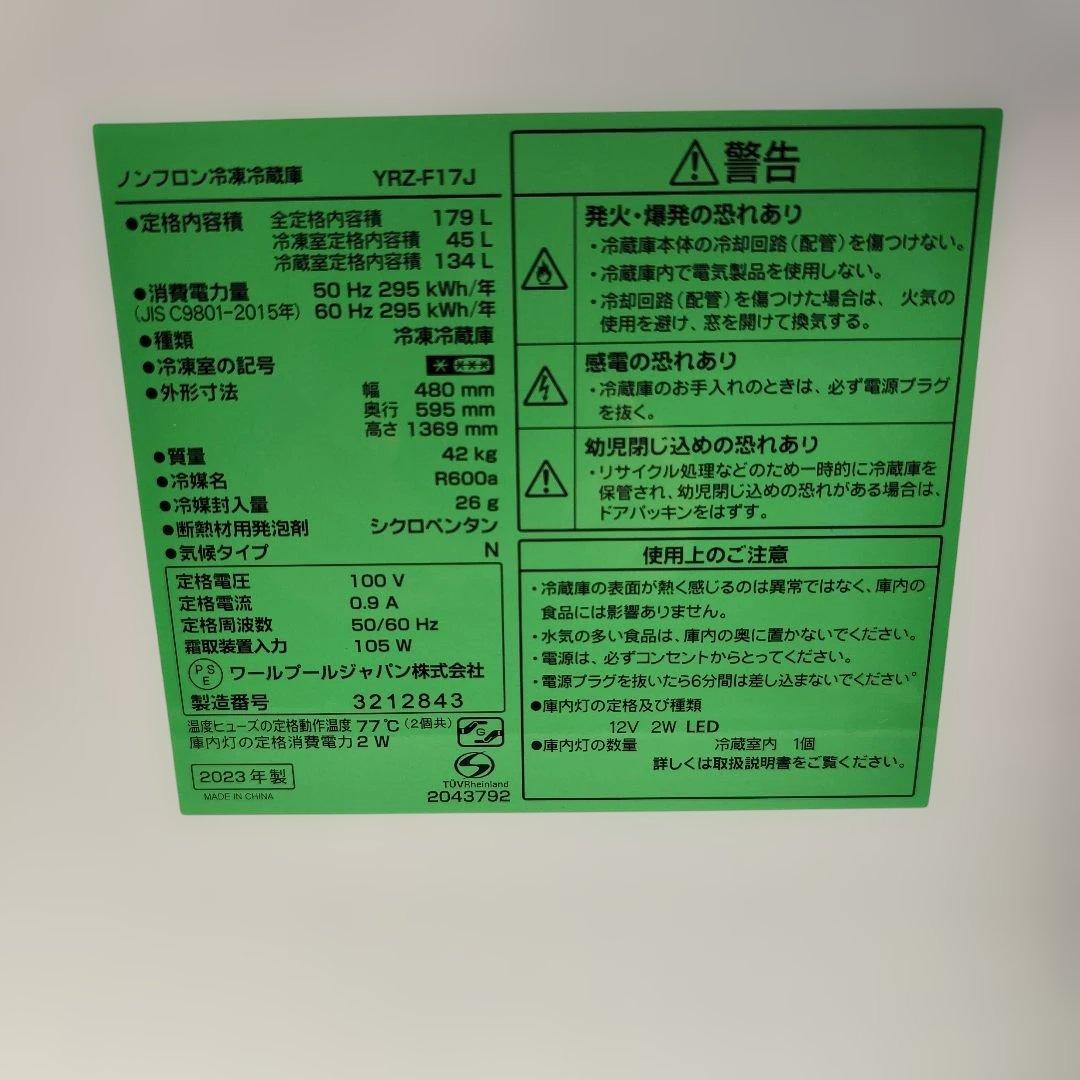 ノンフロン冷凍冷蔵庫 YRZ-F17J
●定格内容積 全定格内容積 179 L
冷凍室定格内容積 45 L
冷蔵室定格内容積 134 L
●消費電力量 50 Hz 295 kWh/年
(JIS C9801-2015年) 60 Hz 295 kWh/年
●種類 冷凍冷蔵庫
●冷凍室の記号
●外形寸法 幅 480 mm
奥行 595 mm
高さ 1369 mm
●質量 42 kg
●冷媒名 R600a
●冷媒封入量 26 g
●断熱材用発泡剤 シクロペンタン
●気候タイプ N
定格電圧 100 V
定格電流 0.9 A
定格周波数 50/60 Hz
霜取装置入力 105 W
PSE ワールプールジャパン株式会社
製造番号 3212843
温度ヒューズの定格動作温度 77℃ (2個共)
庫内灯の定格消費電力 2 W
G
2023年製
MADE IN CHINA
TÜVRheinland
2043792
警告
発火・爆発の恐れあり
・冷蔵庫本体の冷却回路(配管)を傷つけない。
・冷蔵庫内で電気製品を使用しない。
・冷却回路(配管)を傷つけた場合は、火気の
使用を避け、窓を開けて換気する。
感電の恐れあり
・冷蔵庫のお手入れのときは、必ず電源プラグ
を抜く。
幼児閉じ込めの恐れあり
・リサイクル処理などのため一時的に冷蔵庫を
保管され、幼児閉じ込めの恐れがある場合は、
ドアパッキンをはずす。
使用上のご注意
・冷蔵庫の表面が熱く感じるのは異常ではなく、庫内の
食品には影響ありません。
・水気の多い食品は、庫内の奥に置かないでください。
・電源は、必ずコンセントからとってください。
・電源プラグを抜いたら6分間は差し込まないでください。
●庫内灯の定格及び種類
12V 2W LED
●庫内灯の数量 冷蔵室内 1個
詳しくは取扱説明書をご覧ください。